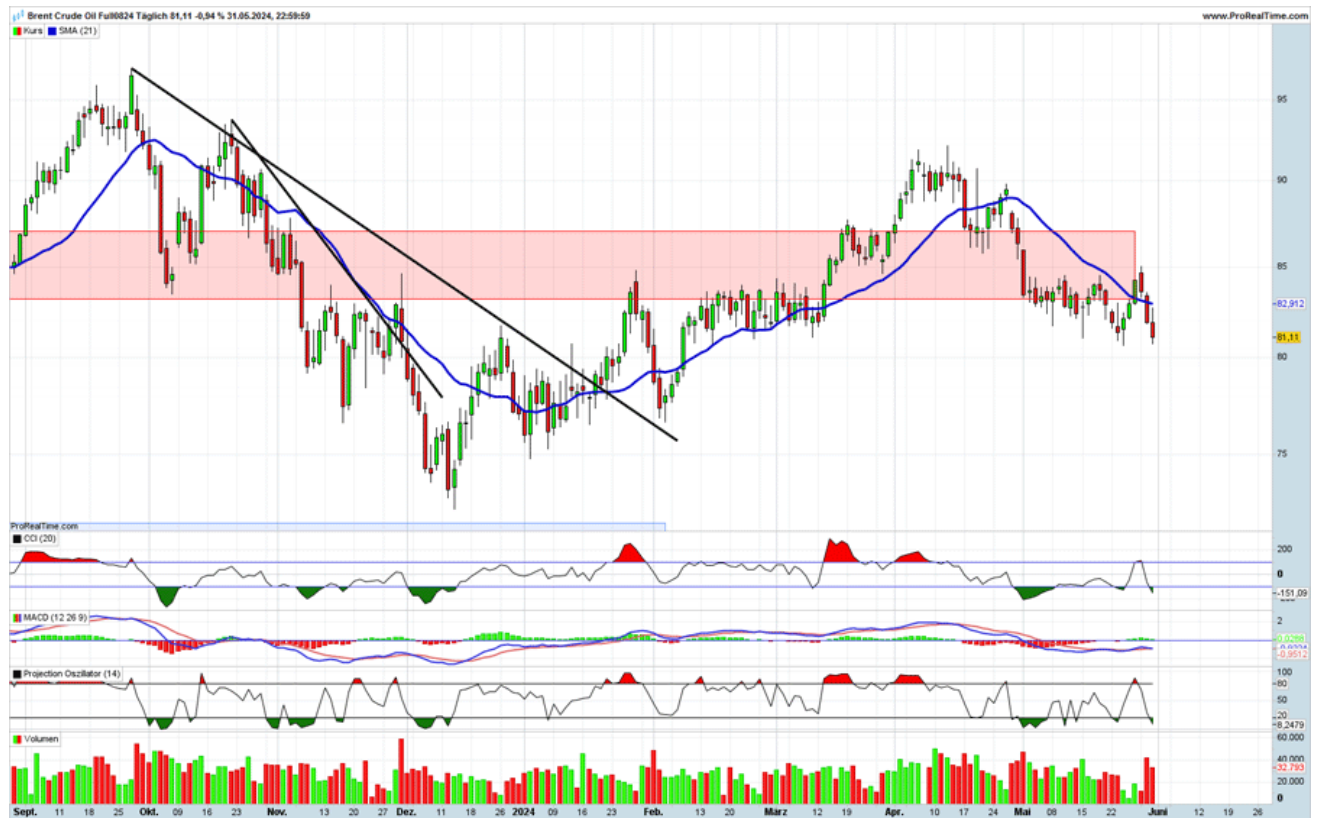 Brent Crude Oil Full0824 Täglich 81,11 -0,94 % 31.05.2024, 22:59:59
www.ProRealTime.com
Kurs SMA (21)
95
90
85
82,912
81,11
80
75
ProRealTime.com
CCI (20)
200
0
-151,09
MACD (12 26 9)
2
-0,9512
Projection Oszillator (14)
100
80
50
20
8,2479
Volumen
60.000
40.000
32.793
20.000
0
Sept. 11 18 25 Okt. 09 16 23 Nov. 13 20 27 Dez. 11 18 26 2024 09 16 23 Feb. 13 20 März 12 19 Apr. 10 17 24 Mai 08 15 22 Juni 12 19 26